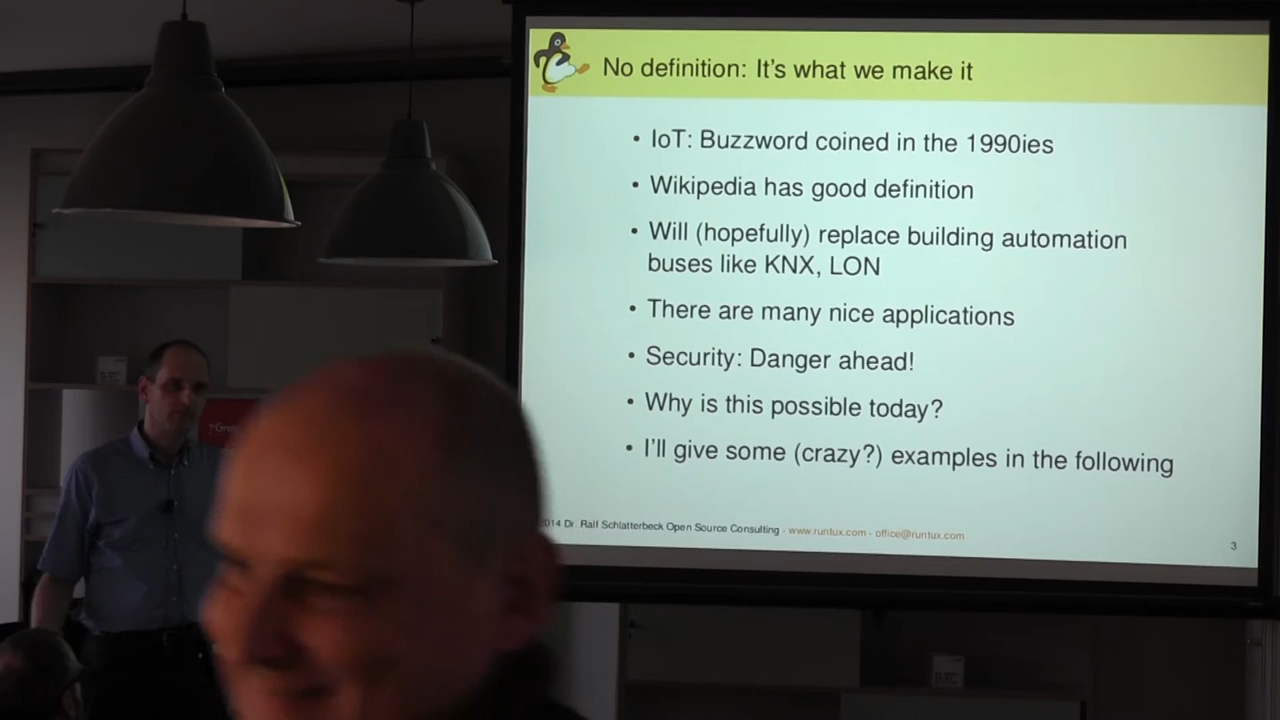 No definition: It's what we make it
• IoT: Buzzword coined in the 1990ies
• Wikipedia has good definition
• Will (hopefully) replace building automation
buses like KNX, LON
• There are many nice applications
• Security: Danger ahead!
• Why is this possible today?
• I'll give some (crazy?) examples in the following
2014 Dr. Ralf Schlatterbeck Open Source Consulting · www.runtux.com · office@runtux.com
3